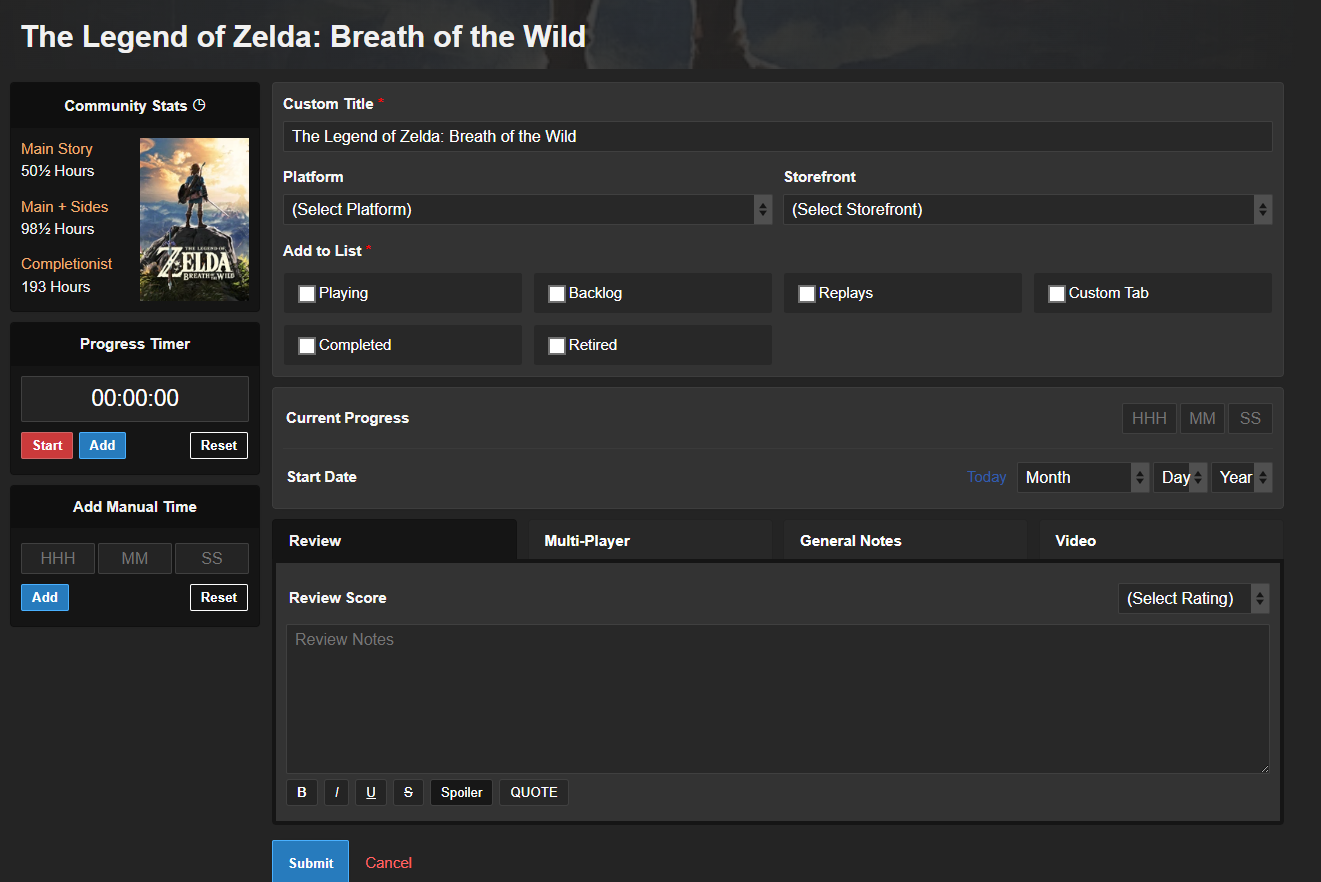 The Legend of Zelda: Breath of the Wild
Community Stats
Main Story
50½ Hours
Main + Sides
98½ Hours
Completionist
193 Hours
THE LEGEND OF
ZELDA
BREATH OF THE WILD
Progress Timer
00:00:00
Start Add Reset
Add Manual Time
HHH MM SS
Add Reset
Custom Title *
The Legend of Zelda: Breath of the Wild
Platform Storefront
(Select Platform) (Select Storefront)
Add to List *
Playing Backlog Replays Custom Tab
Completed Retired
Current Progress HHH MM SS
Start Date Today Month Day Year
Review Multi-Player General Notes Video
Review Score (Select Rating)
Review Notes
B I U S Spoiler QUOTE
Submit Cancel